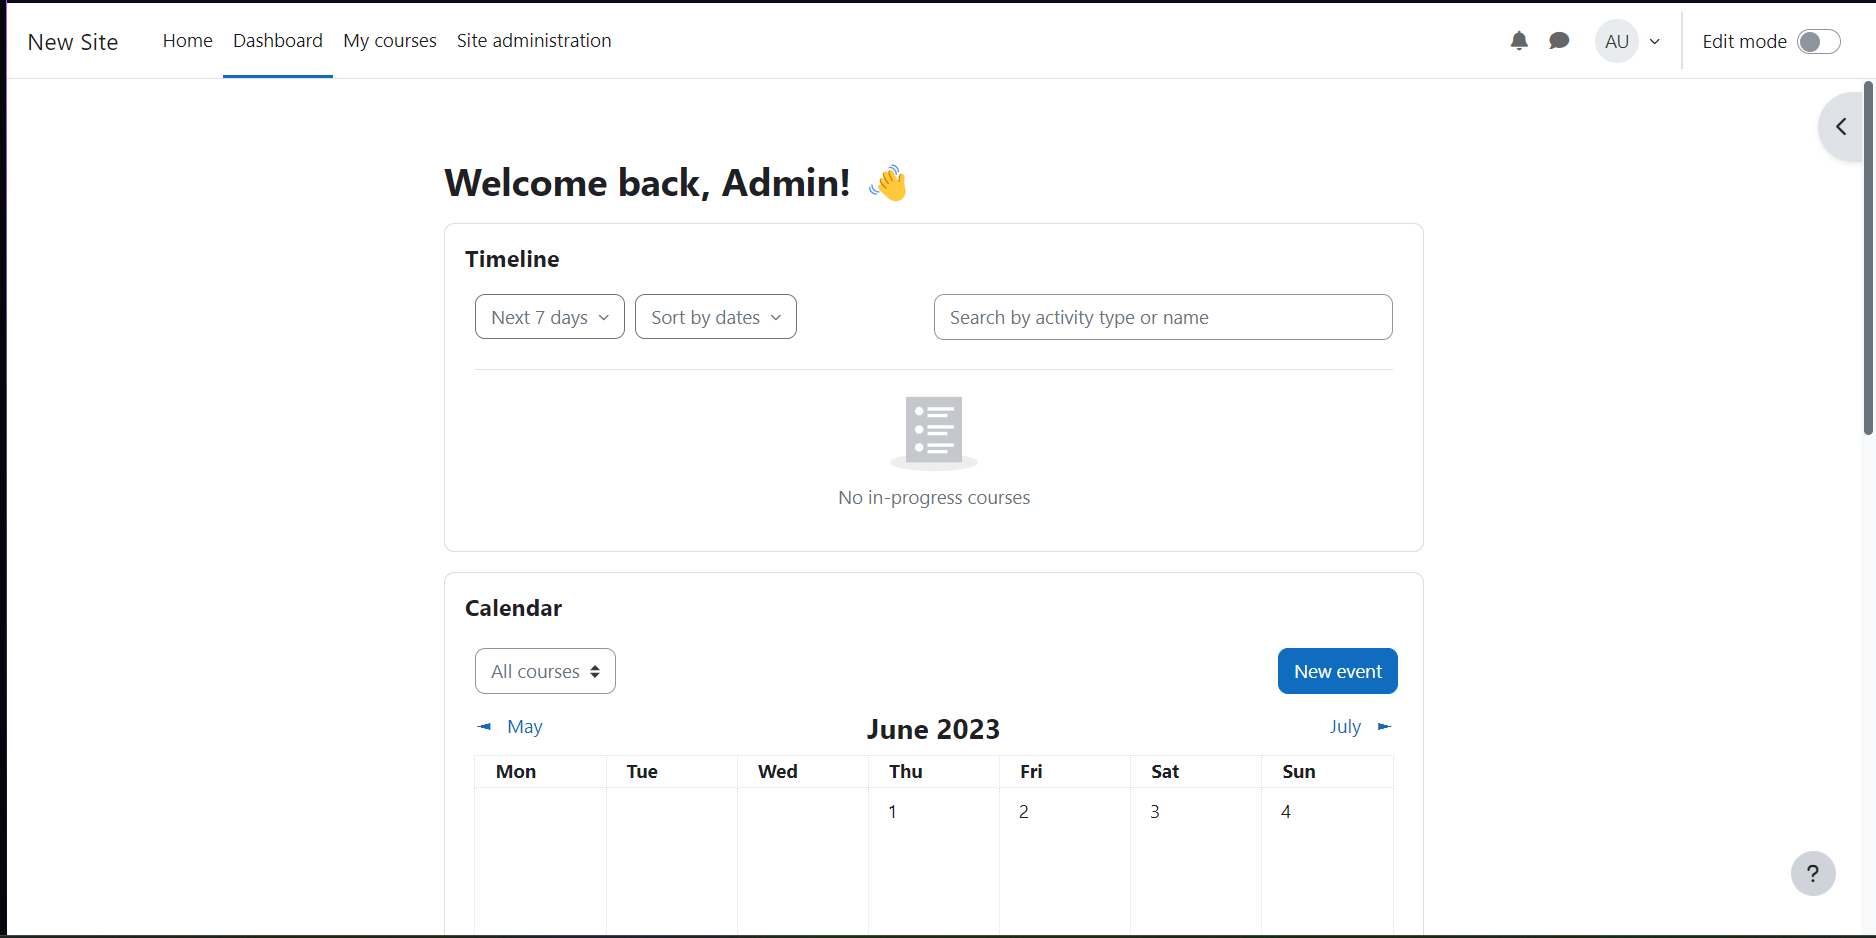 New Site Home Dashboard My courses Site administration AU Edit mode
Welcome back, Admin! 👋
Timeline
Next 7 days Sort by dates Search by activity type or name
No in-progress courses
Calendar
All courses New event
◄ May June 2023 July ►
Mon Tue Wed Thu Fri Sat Sun
1 2 3 4
?